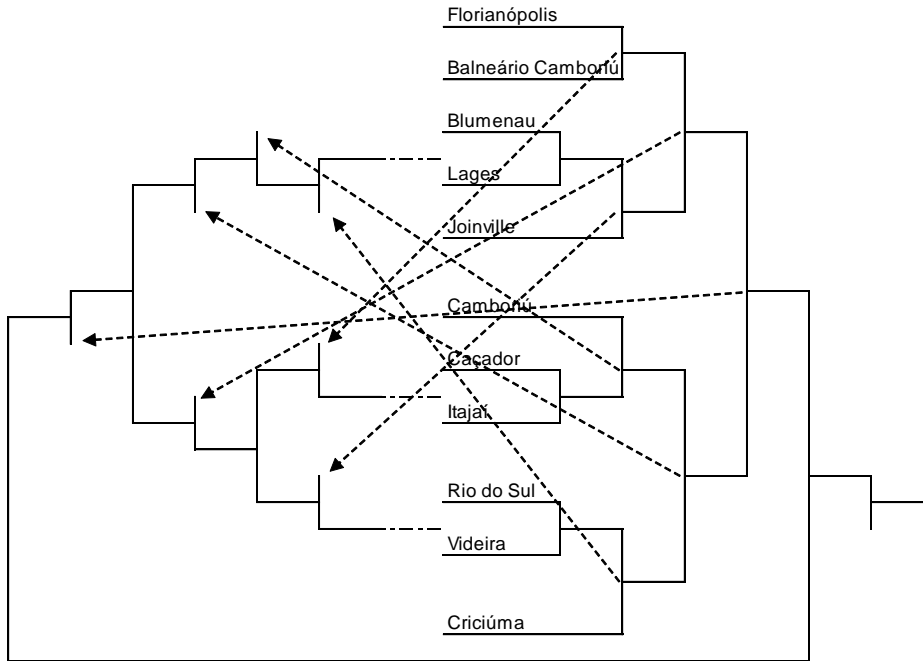 Florianópolis
Balneário Camboriú
Blumenau
Lages
Joinville
Camboriú
Caçador
Itajaí
Rio do Sul
Videira
Criciúma